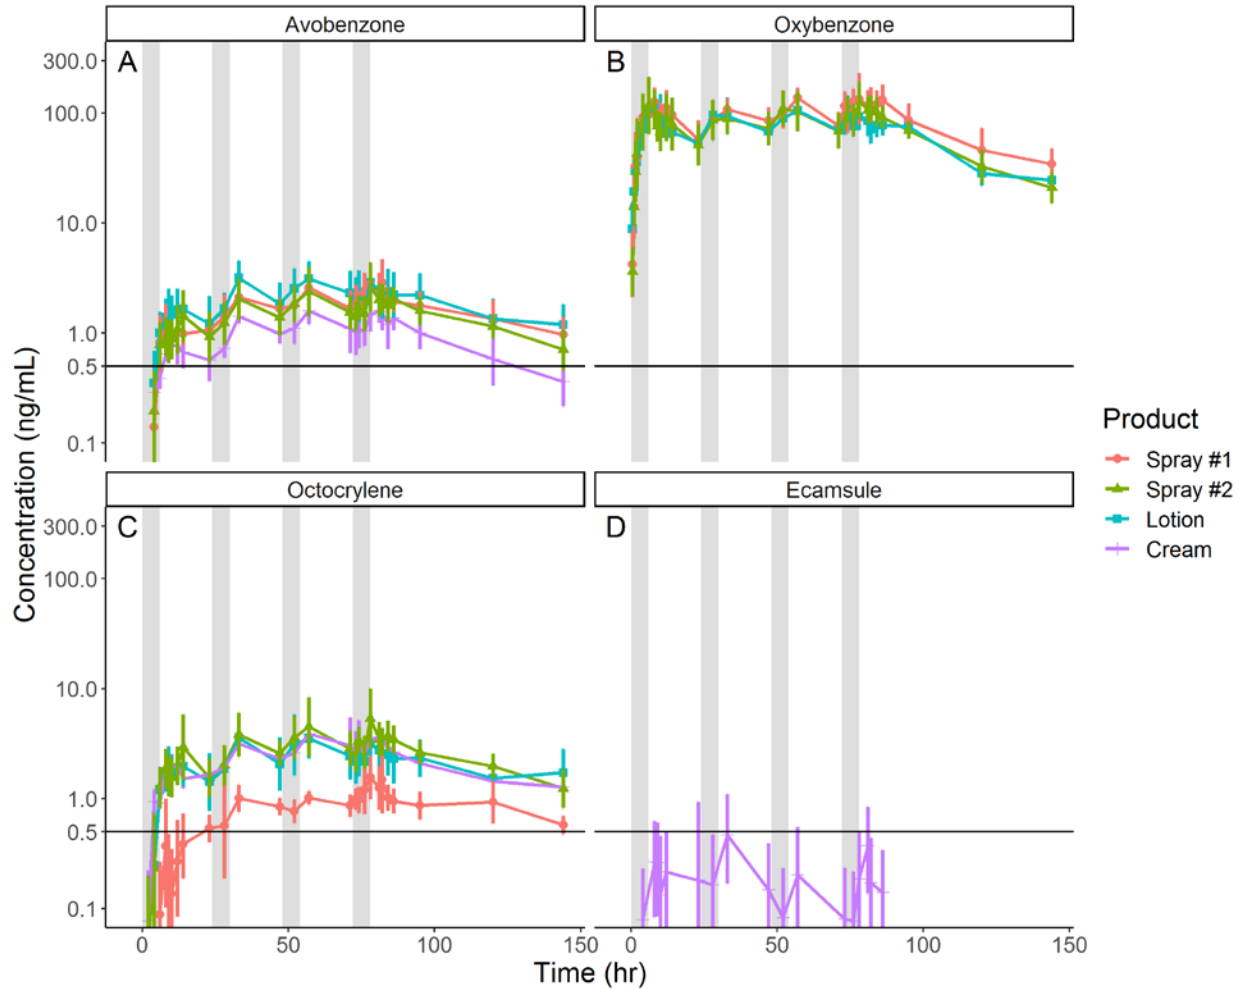 Avobenzone
Oxybenzone
A
B
300.0
100.0
10.0
1.0
0.5
0.1
Octocrylene
Ecamsule
C
D
300.0
100.0
10.0
1.0
0.5
0.1
0
50
100
150
0
50
100
150
Concentration (ng/mL)
Time (hr)
Product
Spray #1
Spray #2
Lotion
Cream